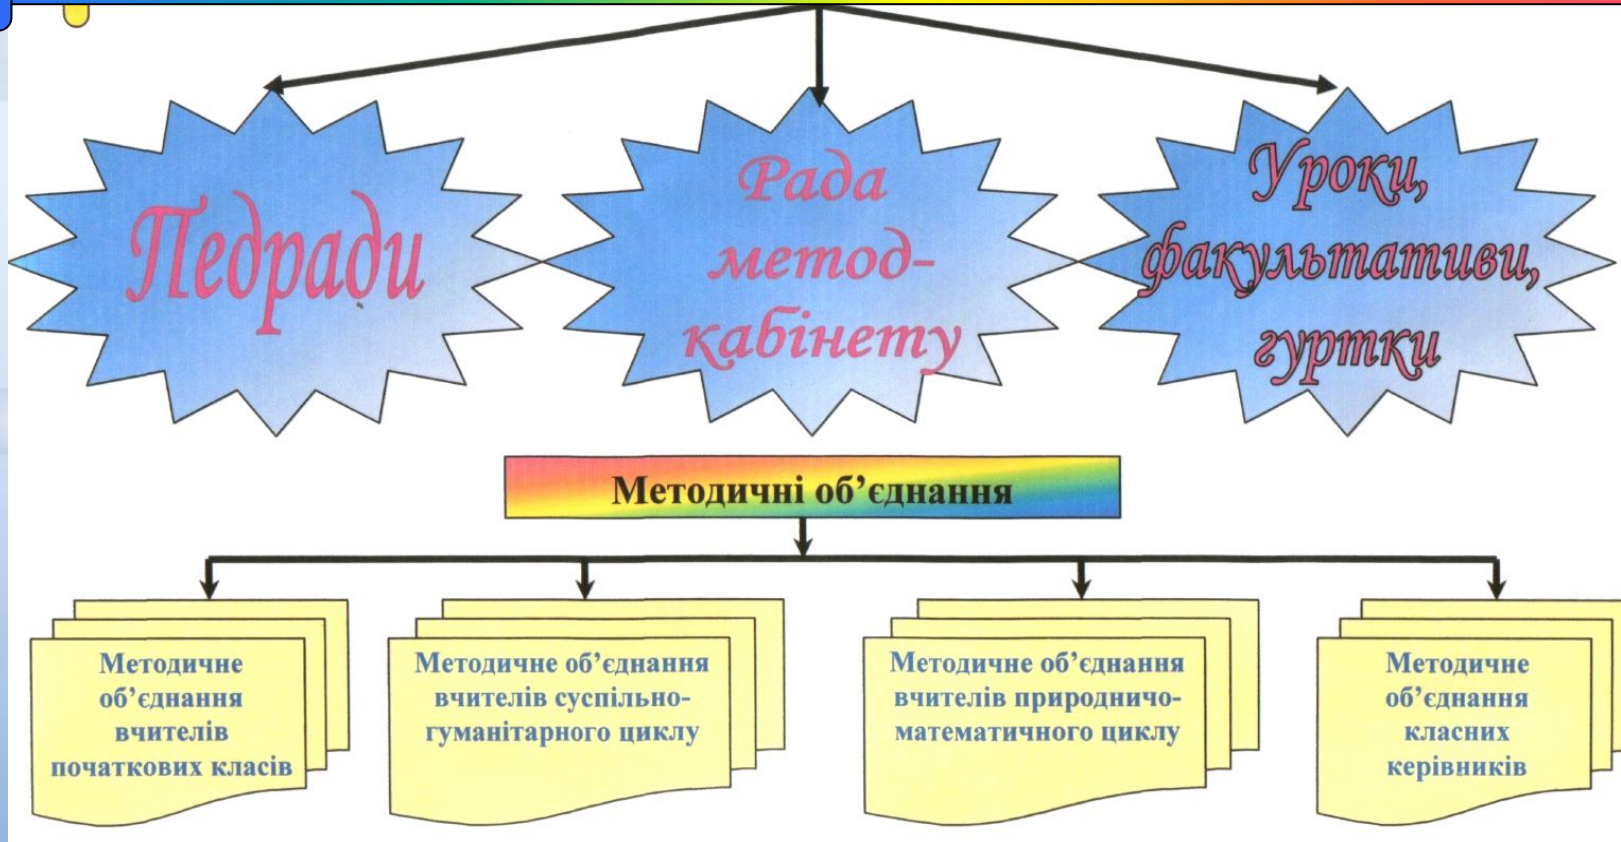 Педради
Рада
метод-
кабінету
Уроки,
факультативи,
гуртки
Методичні об’єднання
Методичне
об’єднання
вчителів
початкових класів
Методичне об’єднання
вчителів суспільно-
гуманітарного циклу
Методичне об’єднання
вчителів природничо-
математичного циклу
Методичне
об’єднання
класних
керівників